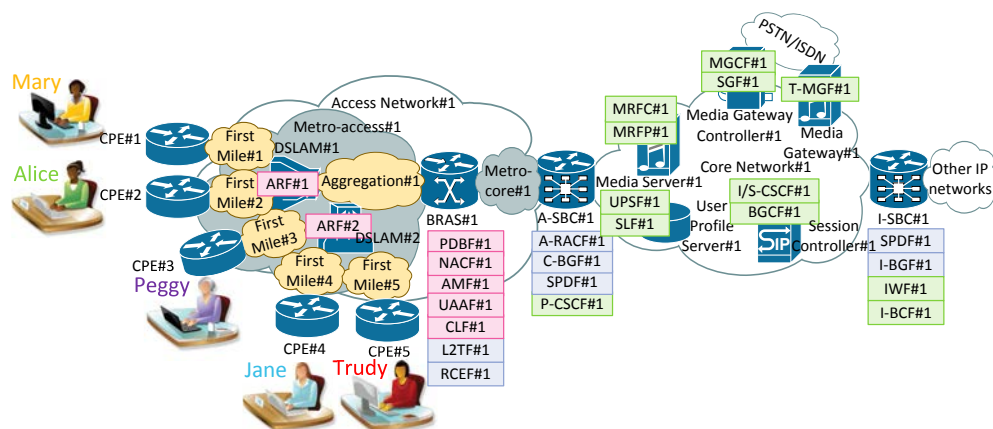 PSTN/ISDN
MGCF#1
SGF#1
T-MGF#1
Media Gateway
Controller#1
Media
Gateway#1
MRFC#1
MRFP#1
Media Server#1
Core Network#1
UPSF#1
SLF#1
User
Profile
Server#1
I/S-CSCF#1
BGCF#1
SIP
Session
Controller#1
Mary
Alice
Peggy
Jane
Trudy
CPE#1
CPE#2
CPE#3
CPE#4
CPE#5
Access Network#1
Metro-access#1
First
Mile#1
First
Mile#2
First
Mile#3
First
Mile#4
First
Mile#5
DSLAM#1
ARF#1
ARF#2
DSLAM#2
Aggregation#1
BRAS#1
PDBF#1
NACF#1
AMF#1
UAAF#1
CLF#1
L2TF#1
RCEF#1
Metro-
core#1
A-SBC#1
A-RACF#1
C-BGF#1
SPDF#1
P-CSCF#1
I-SBC#1
SPDF#1
I-BGF#1
IWF#1
I-BCF#1
Other IP
networks